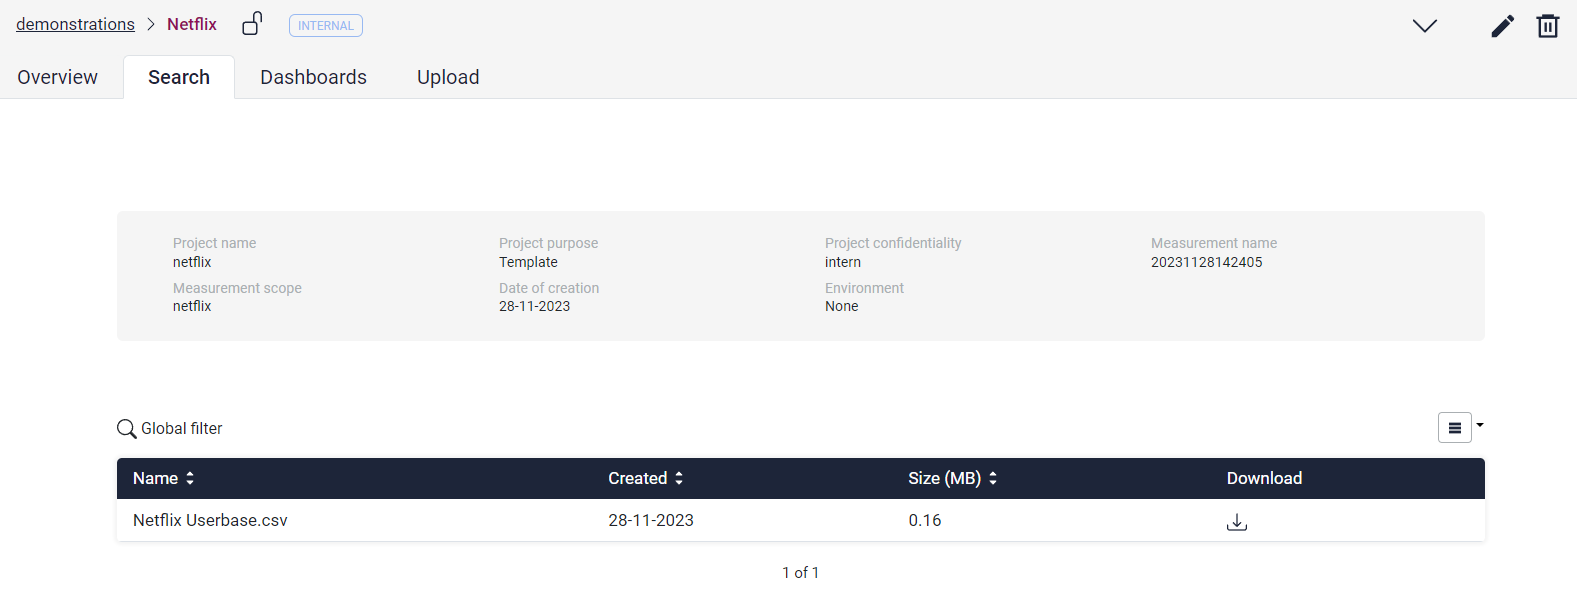 demonstrations > Netflix INTERNAL
Overview Search Dashboards Upload
Project name Project purpose Project confidentiality Measurement name
netflix Template intern 20231128142405
Measurement scope Date of creation Environment
netflix 28-11-2023 None
Global filter
Name Created Size (MB) Download
Netflix Userbase.csv 28-11-2023 0.16
1 of 1